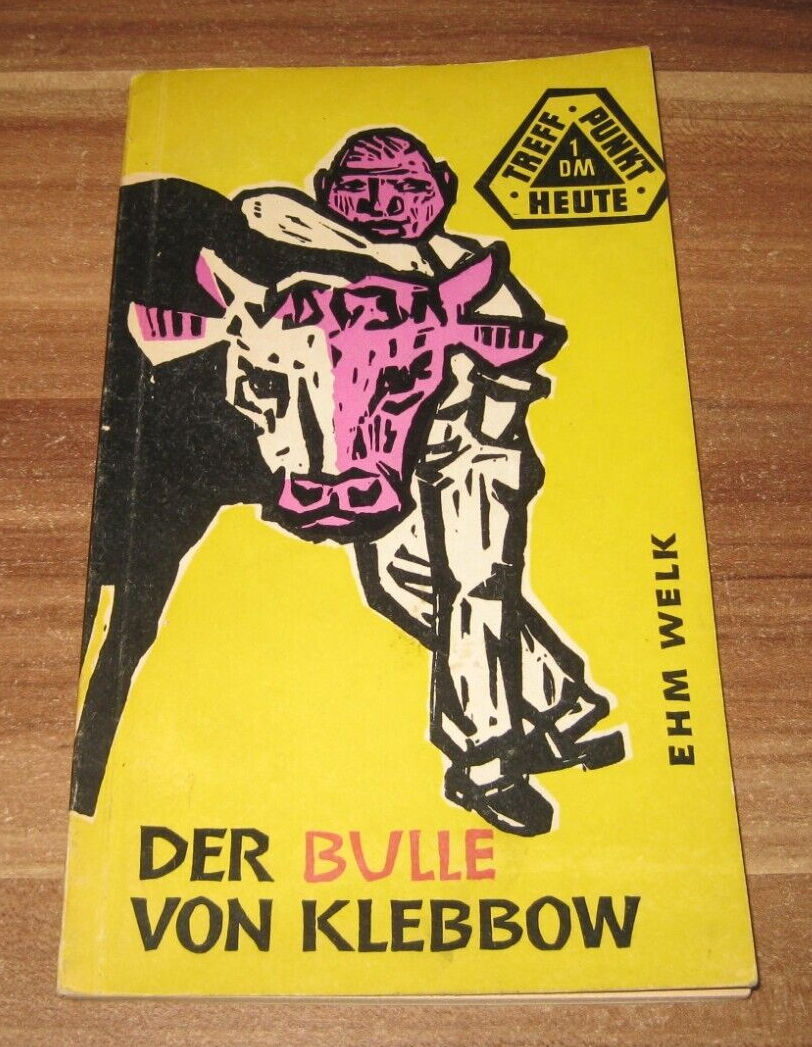 TREFF · PUNKT · HEUTE ·
1
DM
EHM WELK
DER BULLE
VON KLEBBOW